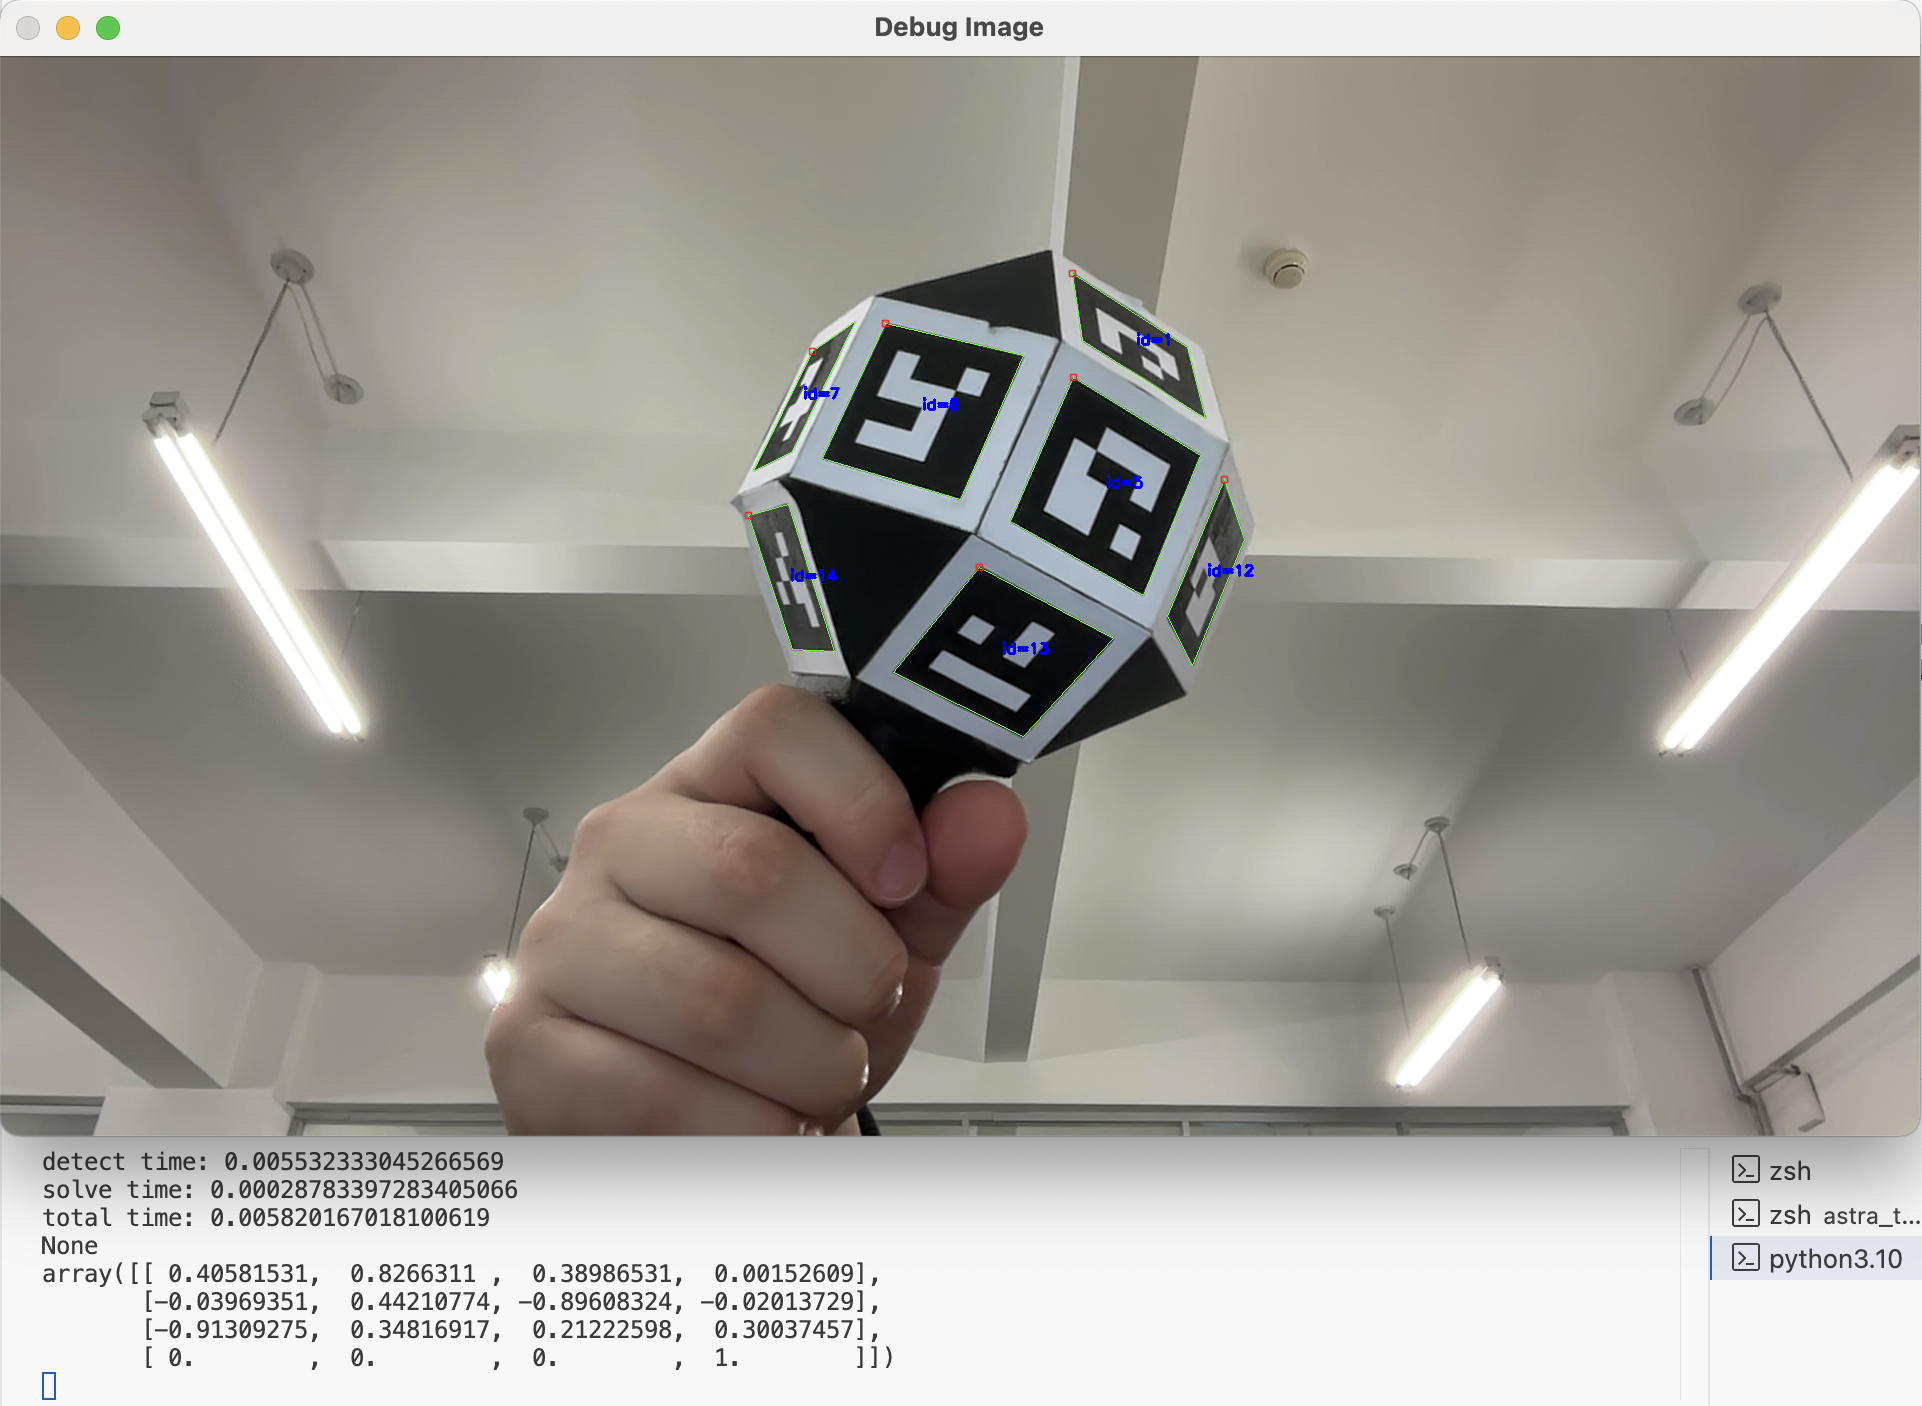 Debug Image
id=1
id=7
id=5
id=14
id=12
id=13
detect time: 0.005532333045266569
solve time: 0.00028783397283405066
total time: 0.005820167018100619
None
array([[ 0.40581531, 0.8266311 , 0.38986531, 0.00152609],
[-0.03969351, 0.44210774, -0.89608324, -0.02013729],
[-0.91309275, 0.34816917, 0.21222598, 0.30037457],
[ 0. , 0. , 0. , 1. ]])
zsh
zsh astra_t...
python3.10